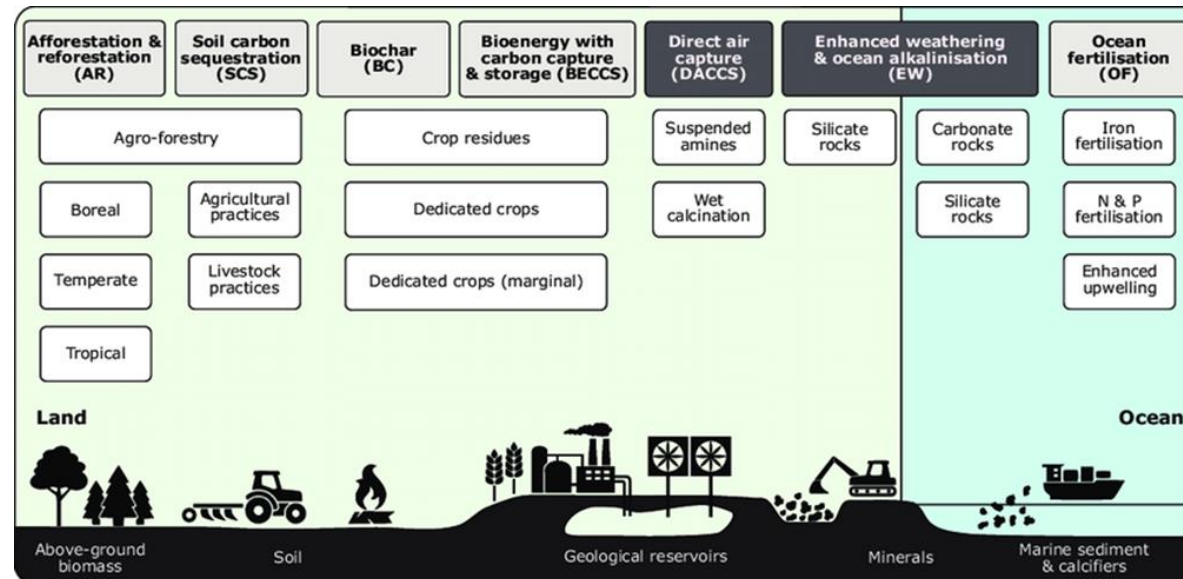 Afforestation &
reforestation
(AR)
Soil carbon
sequestration
(SCS)
Biochar
(BC)
Bioenergy with
carbon capture
& storage (BECCS)
Direct air
capture
(DACCS)
Enhanced weathering
& ocean alkalinisation
(EW)
Ocean
fertilisation
(OF)
Agro-forestry
Crop residues
Suspended
amines
Silicate
rocks
Carbonate
rocks
Iron
fertilisation
Boreal
Agricultural
practices
Dedicated crops
Wet
calcination
Silicate
rocks
N & P
fertilisation
Temperate
Livestock
practices
Dedicated crops (marginal)
Enhanced
upwelling
Tropical
Land
Ocean
Above-ground
biomass
Soil
Geological reservoirs
Minerals
Marine sediment
& calcifiers